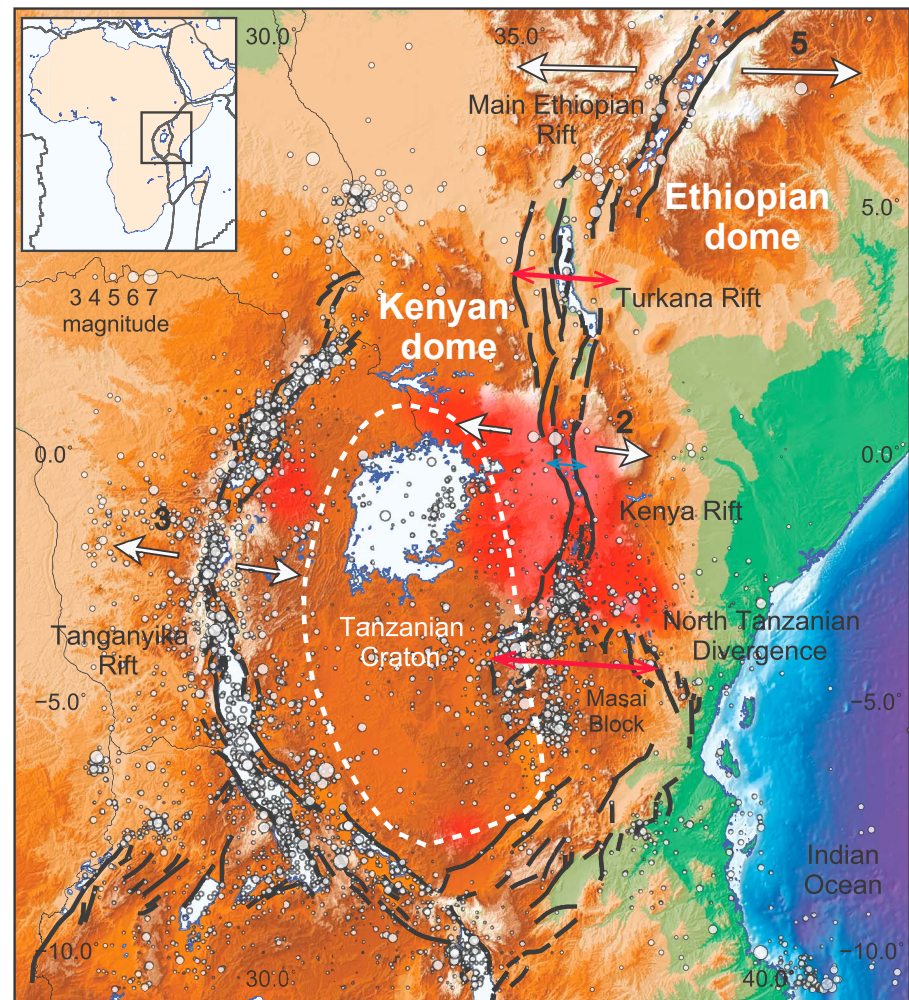 30.0°
35.0°
5
Main Ethiopian
Rift
Ethiopian
dome
5.0°
3 4 5 6 7
magnitude
Kenyan
dome
Turkana Rift
2
0.0°
0.0°
Kenya Rift
3
Tanganyika
Rift
Tanzanian
Craton
North Tanzanian
Divergence
−5.0°
Masai
Block
−5.0°
Indian
Ocean
−10.0°
30.0°
40.0°
−10.0°